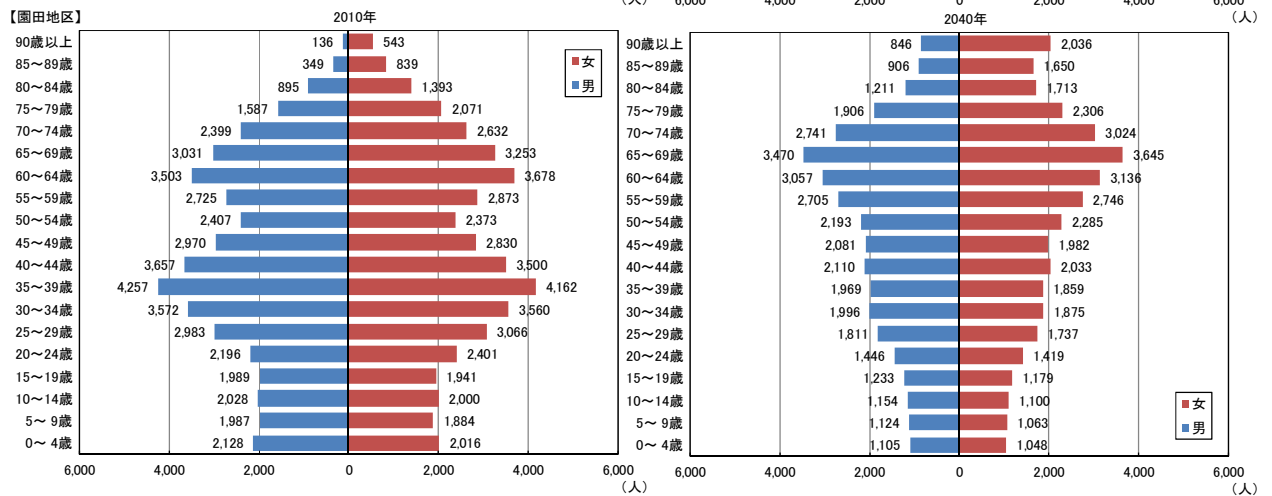 (人) 6,000 4,000 2,000 0 2,000 4,000 6,000 (人)
【園田地区】 2010年
90歳以上 136 543
85～89歳 349 839
80～84歳 895 1,393
75～79歳 1,587 2,071
70～74歳 2,399 2,632
65～69歳 3,031 3,253
60～64歳 3,503 3,678
55～59歳 2,725 2,873
50～54歳 2,407 2,373
45～49歳 2,970 2,830
40～44歳 3,657 3,500
35～39歳 4,257 4,162
30～34歳 3,572 3,560
25～29歳 2,983 3,066
20～24歳 2,196 2,401
15～19歳 1,989 1,941
10～14歳 2,028 2,000
5～ 9歳 1,987 1,884
0～ 4歳 2,128 2,016
女
男
6,000 4,000 2,000 0 2,000 4,000 6,000
(人)
2040年
90歳以上 846 2,036
85～89歳 906 1,650
80～84歳 1,211 1,713
75～79歳 1,906 2,306
70～74歳 2,741 3,024
65～69歳 3,470 3,645
60～64歳 3,057 3,136
55～59歳 2,705 2,746
50～54歳 2,193 2,285
45～49歳 2,081 1,982
40～44歳 2,110 2,033
35～39歳 1,969 1,859
30～34歳 1,996 1,875
25～29歳 1,811 1,737
20～24歳 1,446 1,419
15～19歳 1,233 1,179
10～14歳 1,154 1,100
5～ 9歳 1,124 1,063
0～ 4歳 1,105 1,048
女
男
6,000 4,000 2,000 0 2,000 4,000 6,000
(人)